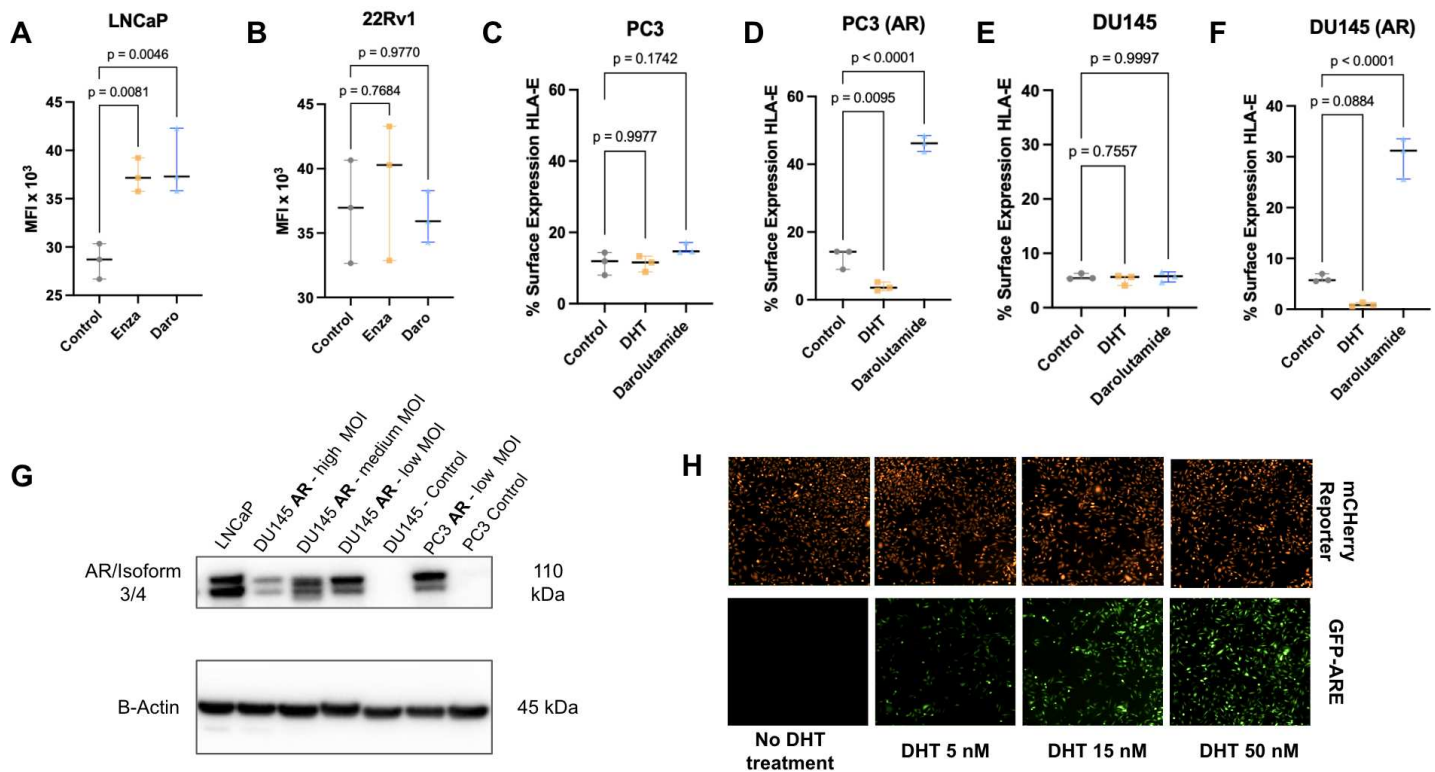 A
LNCaP
p = 0.0046
p = 0.0081
MFI x 10³
45
40
35
30
25
Control
Enza
Daro
B
22Rv1
p = 0.9770
p = 0.7684
MFI x 10³
45
40
35
30
Control
Enza
Daro
C
PC3
p = 0.1742
p = 0.9977
% Surface Expression HLA-E
60
40
20
0
Control
DHT
Darolutamide
D
PC3 (AR)
p < 0.0001
p = 0.0095
% Surface Expression HLA-E
60
40
20
0
Control
DHT
Darolutamide
E
DU145
p = 0.9997
p = 0.7557
% Surface Expression HLA-E
50
40
30
20
10
0
Control
DHT
Darolutamide
F
DU145 (AR)
p < 0.0001
p = 0.0884
% Surface Expression HLA-E
40
30
20
10
0
Control
DHT
Darolutamide
G
LNCaP
DU145 AR - high MOI
DU145 AR - medium MOI
DU145 AR - low MOI
DU145 - Control
PC3 AR - low MOI
PC3 Control
AR/Isoform
3/4
110
kDa
B-Actin
45 kDa
H
mCHerry
Reporter
GFP-ARE
No DHT
treatment
DHT 5 nM
DHT 15 nM
DHT 50 nM